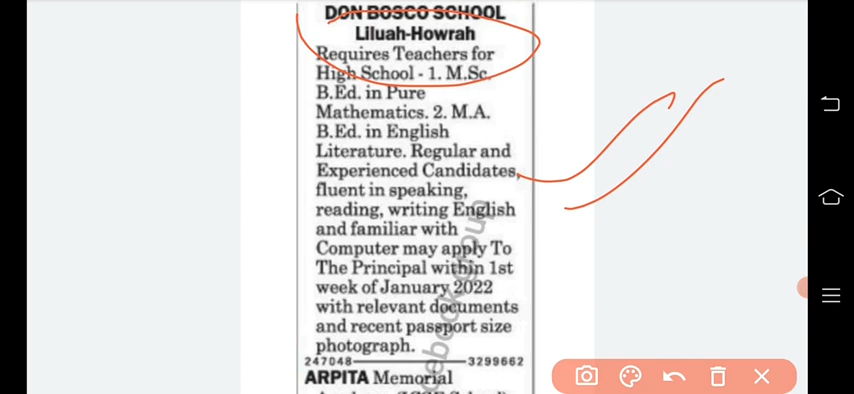 DON BOSCO SCHOOL
Liluah-Howrah
Requires Teachers for
High School - 1. M.Sc.
B.Ed. in Pure
Mathematics. 2. M.A.
B.Ed. in English
Literature. Regular and
Experienced Candidates,
fluent in speaking,
reading, writing English
and familiar with
Computer may apply To
The Principal within 1st
week of January 2022
with relevant documents
and recent passport size
photograph.
247048 3299662
ARPITA Memorial